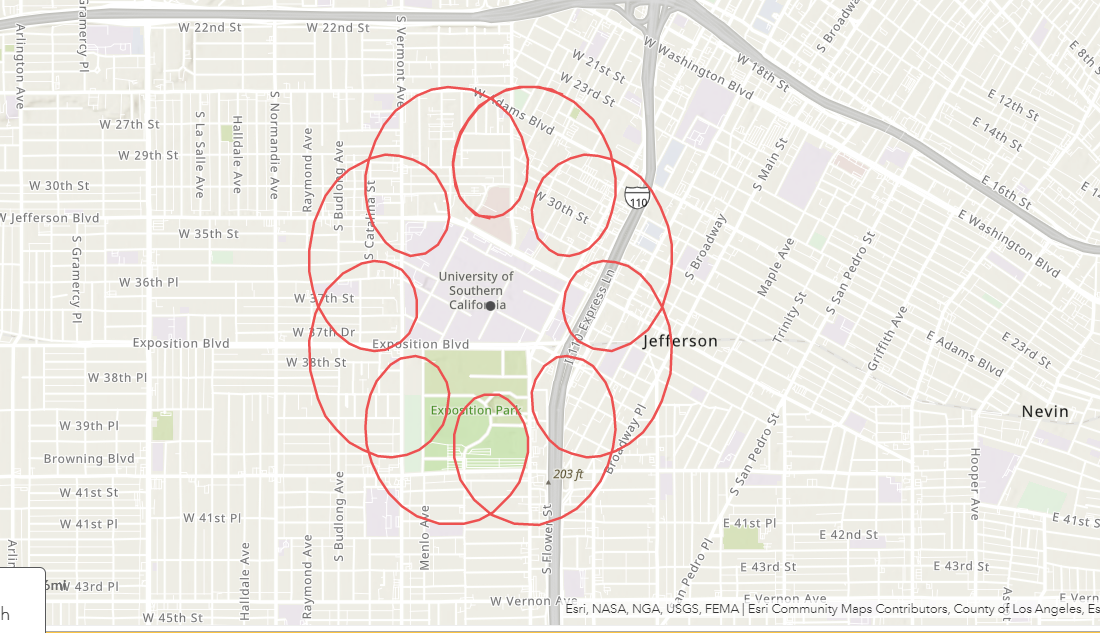 W 22nd St
W 22nd St
S Broadway
E 8th St
Arlington Ave
Gramercy Pl
S Vermont Ave
W Washington Blvd
W 18th St
W 21st St
W 23rd St
W Adams Blvd
E 12th St
E 14th St
W 27th St
S La Salle Ave
Halldale Ave
S Normandie Ave
Raymond Ave
S Budlong Ave
W 29th St
S Main St
E 16th St
W 30th St
S Catalina St
110
W 30th St
W Jefferson Blvd
W 35th St
S Broadway
E Washington Blvd
S Gramercy Pl
Maple Ave
S San Pedro St
W 36th Pl
University of
Southern
California
W 37th St
I-110 Express Ln
Trinity St
Griffith Ave
W 37th Dr
Exposition Blvd
Exposition Blvd
Jefferson
E Adams Blvd
E 23rd St
W 38th St
W 38th Pl
Exposition Park
Nevin
W 39th Pl
Broadway Pl
S San Pedro St
Browning Blvd
203 ft
Hooper Ave
W 41st St
S Budlong Ave
W 41st Pl
W 41st Pl
Menlo Ave
S Flower St
E 41st Pl
E 41st S
E 42nd St
Halldale Ave
Raymond Ave
San Pedro Pl
E 43rd St
E 43rd St
W 43rd Pl
W Vernon Ave
E Vernon Ave
W 45th St
Esri, NASA, NGA, USGS, FEMA | Esri Community Maps Contributors, County of Los Angeles, Es